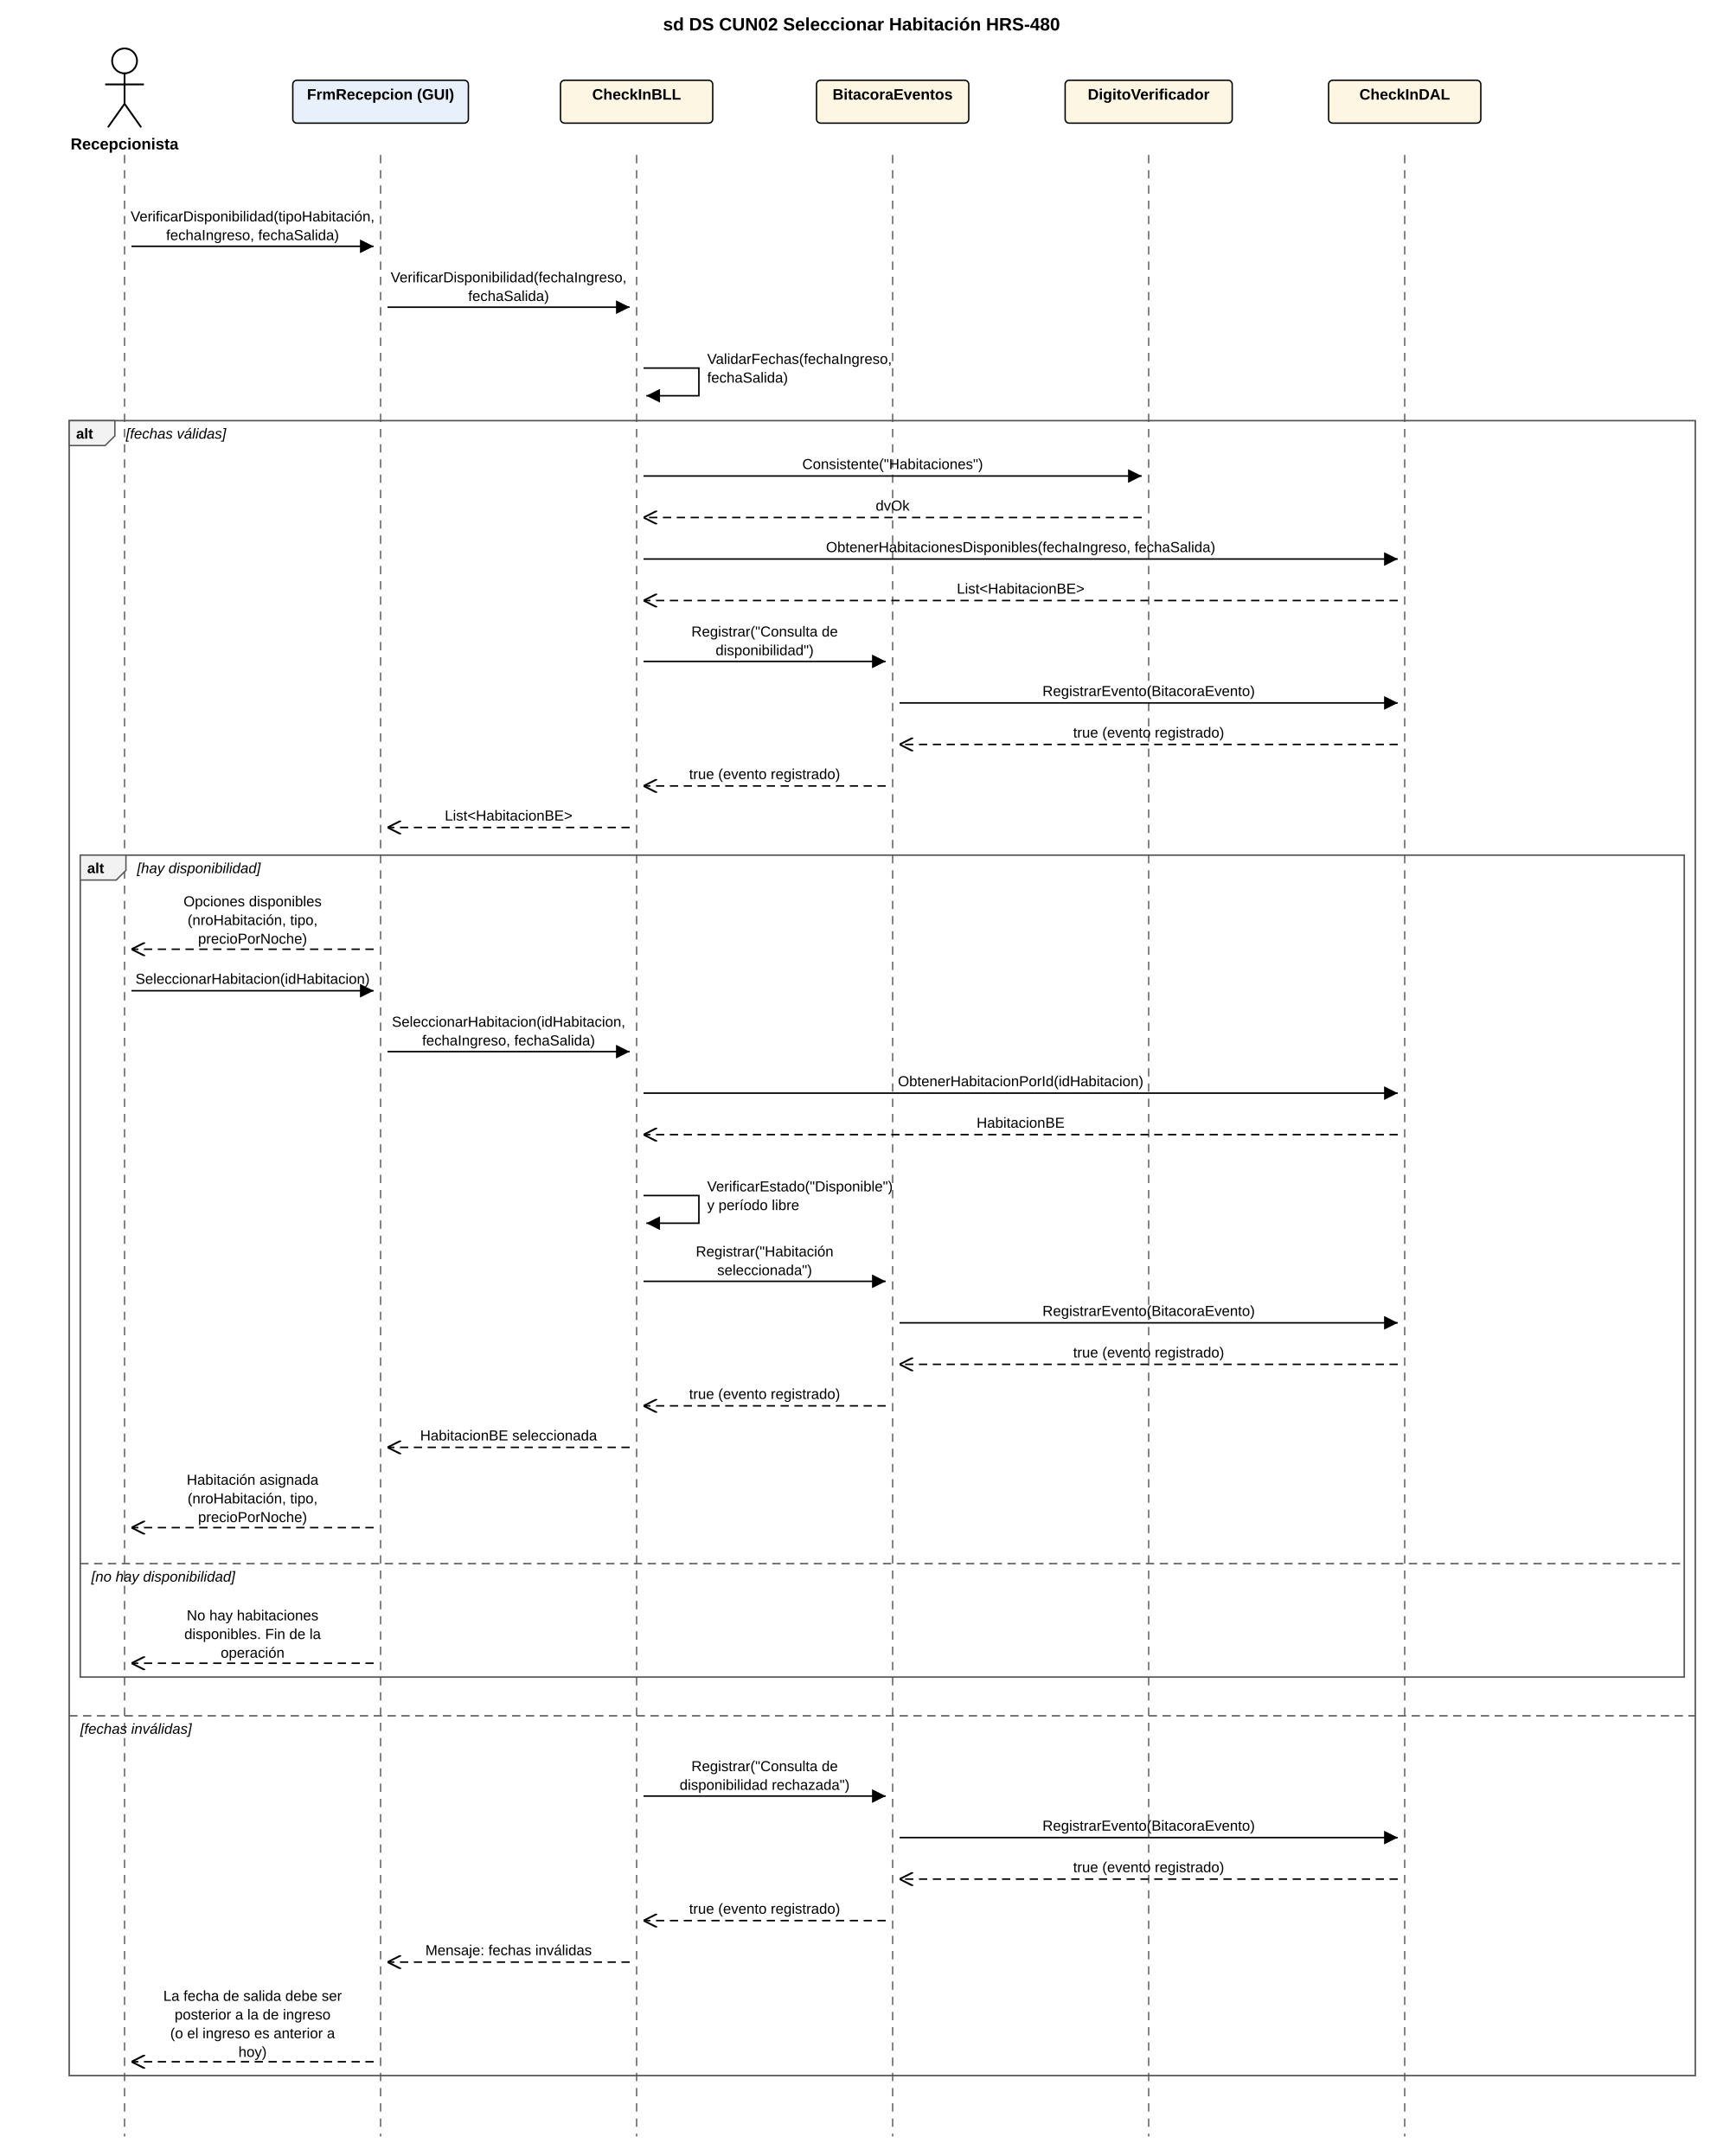 sd DS CUN02 Seleccionar Habitación HRS-480
FrmRecepcion (GUI)
CheckInBLL
BitacoraEventos
DigitoVerificador
CheckInDAL
Recepcionista
VerificarDisponibilidad(tipoHabitación,
fechaIngreso, fechaSalida)
VerificarDisponibilidad(fechaIngreso,
fechaSalida)
ValidarFechas(fechaIngreso,
fechaSalida)
alt [fechas válidas]
Consistente("Habitaciones")
dvOk
ObtenerHabitacionesDisponibles(fechaIngreso, fechaSalida)
List<HabitacionBE>
Registrar("Consulta de
disponibilidad")
RegistrarEvento(BitacoraEvento)
true (evento registrado)
true (evento registrado)
List<HabitacionBE>
alt [hay disponibilidad]
Opciones disponibles
(nroHabitación, tipo,
precioPorNoche)
SeleccionarHabitacion(idHabitacion)
SeleccionarHabitacion(idHabitacion,
fechaIngreso, fechaSalida)
ObtenerHabitacionPorId(idHabitacion)
HabitacionBE
VerificarEstado("Disponible")
y período libre
Registrar("Habitación
seleccionada")
RegistrarEvento(BitacoraEvento)
true (evento registrado)
true (evento registrado)
HabitacionBE seleccionada
Habitación asignada
(nroHabitación, tipo,
precioPorNoche)
[no hay disponibilidad]
No hay habitaciones
disponibles. Fin de la
operación
[fechas inválidas]
Registrar("Consulta de
disponibilidad rechazada")
RegistrarEvento(BitacoraEvento)
true (evento registrado)
true (evento registrado)
Mensaje: fechas inválidas
La fecha de salida debe ser
posterior a la de ingreso
(o el ingreso es anterior a
hoy)